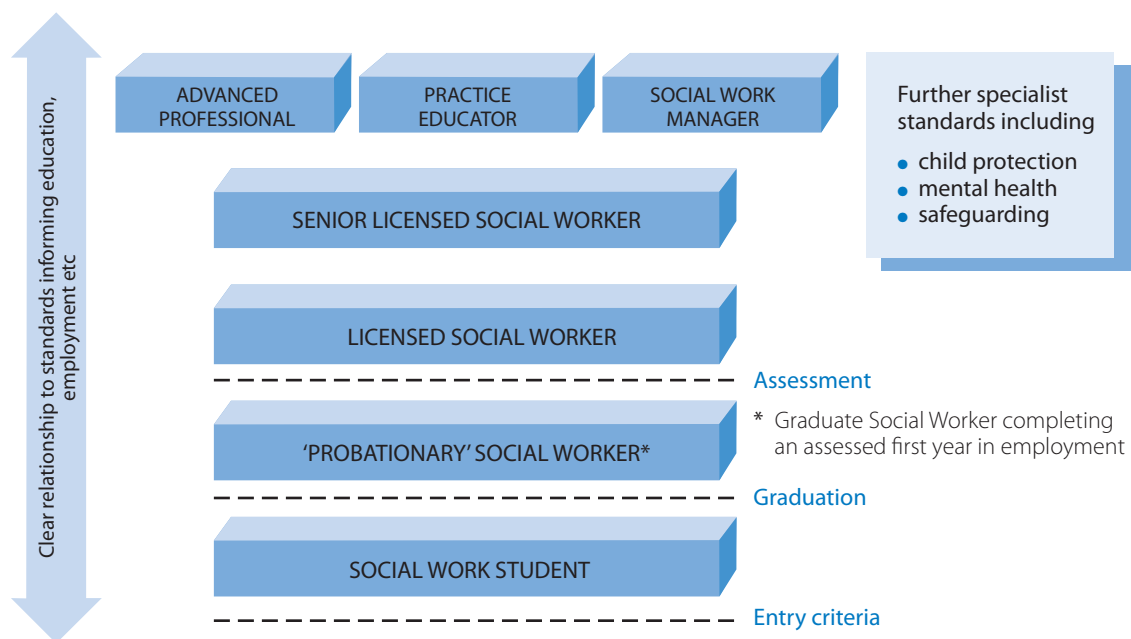 Clear relationship to standards informing education,
employment etc
ADVANCED
PROFESSIONAL
PRACTICE
EDUCATOR
SOCIAL WORK
MANAGER
Further specialist
standards including
• child protection
• mental health
• safeguarding
SENIOR LICENSED SOCIAL WORKER
LICENSED SOCIAL WORKER
Assessment
‘PROBATIONARY’ SOCIAL WORKER*
* Graduate Social Worker completing
an assessed first year in employment
Graduation
SOCIAL WORK STUDENT
Entry criteria